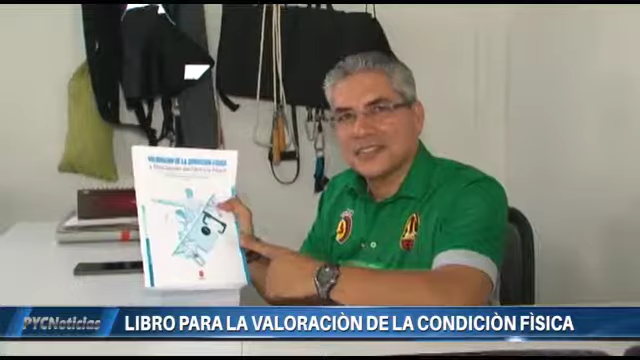 VALORACIÓN DE LA CONDICIÓN FÍSICA
PYCNoticias
LIBRO PARA LA VALORACIÒN DE LA CONDICIÒN FÌSICA